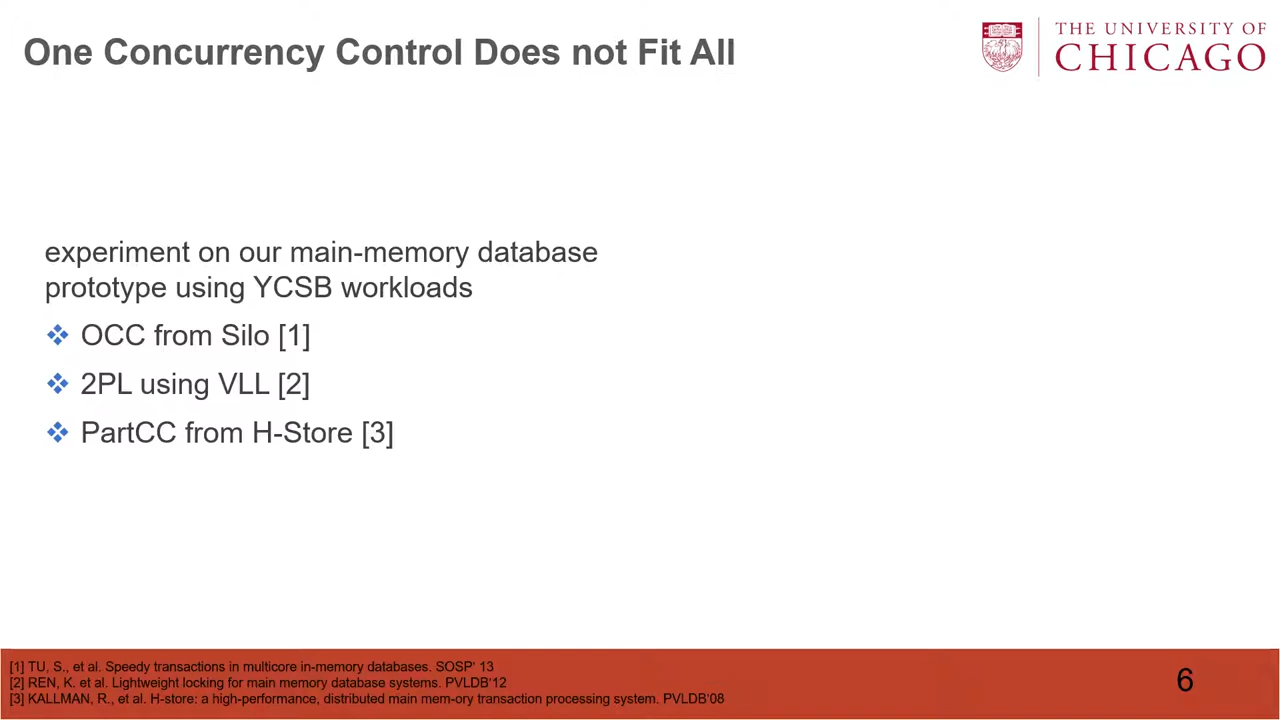 One Concurrency Control Does not Fit All
THE UNIVERSITY OF
CHICAGO
experiment on our main-memory database
prototype using YCSB workloads
❖ OCC from Silo [1]
❖ 2PL using VLL [2]
❖ PartCC from H-Store [3]
[1] TU, S., et al. Speedy transactions in multicore in-memory databases. SOSP' 13
[2] REN, K. et al. Lightweight locking for main memory database systems. PVLDB'12
[3] KALLMAN, R., et al. H-store: a high-performance, distributed main mem-ory transaction processing system. PVLDB'08
6